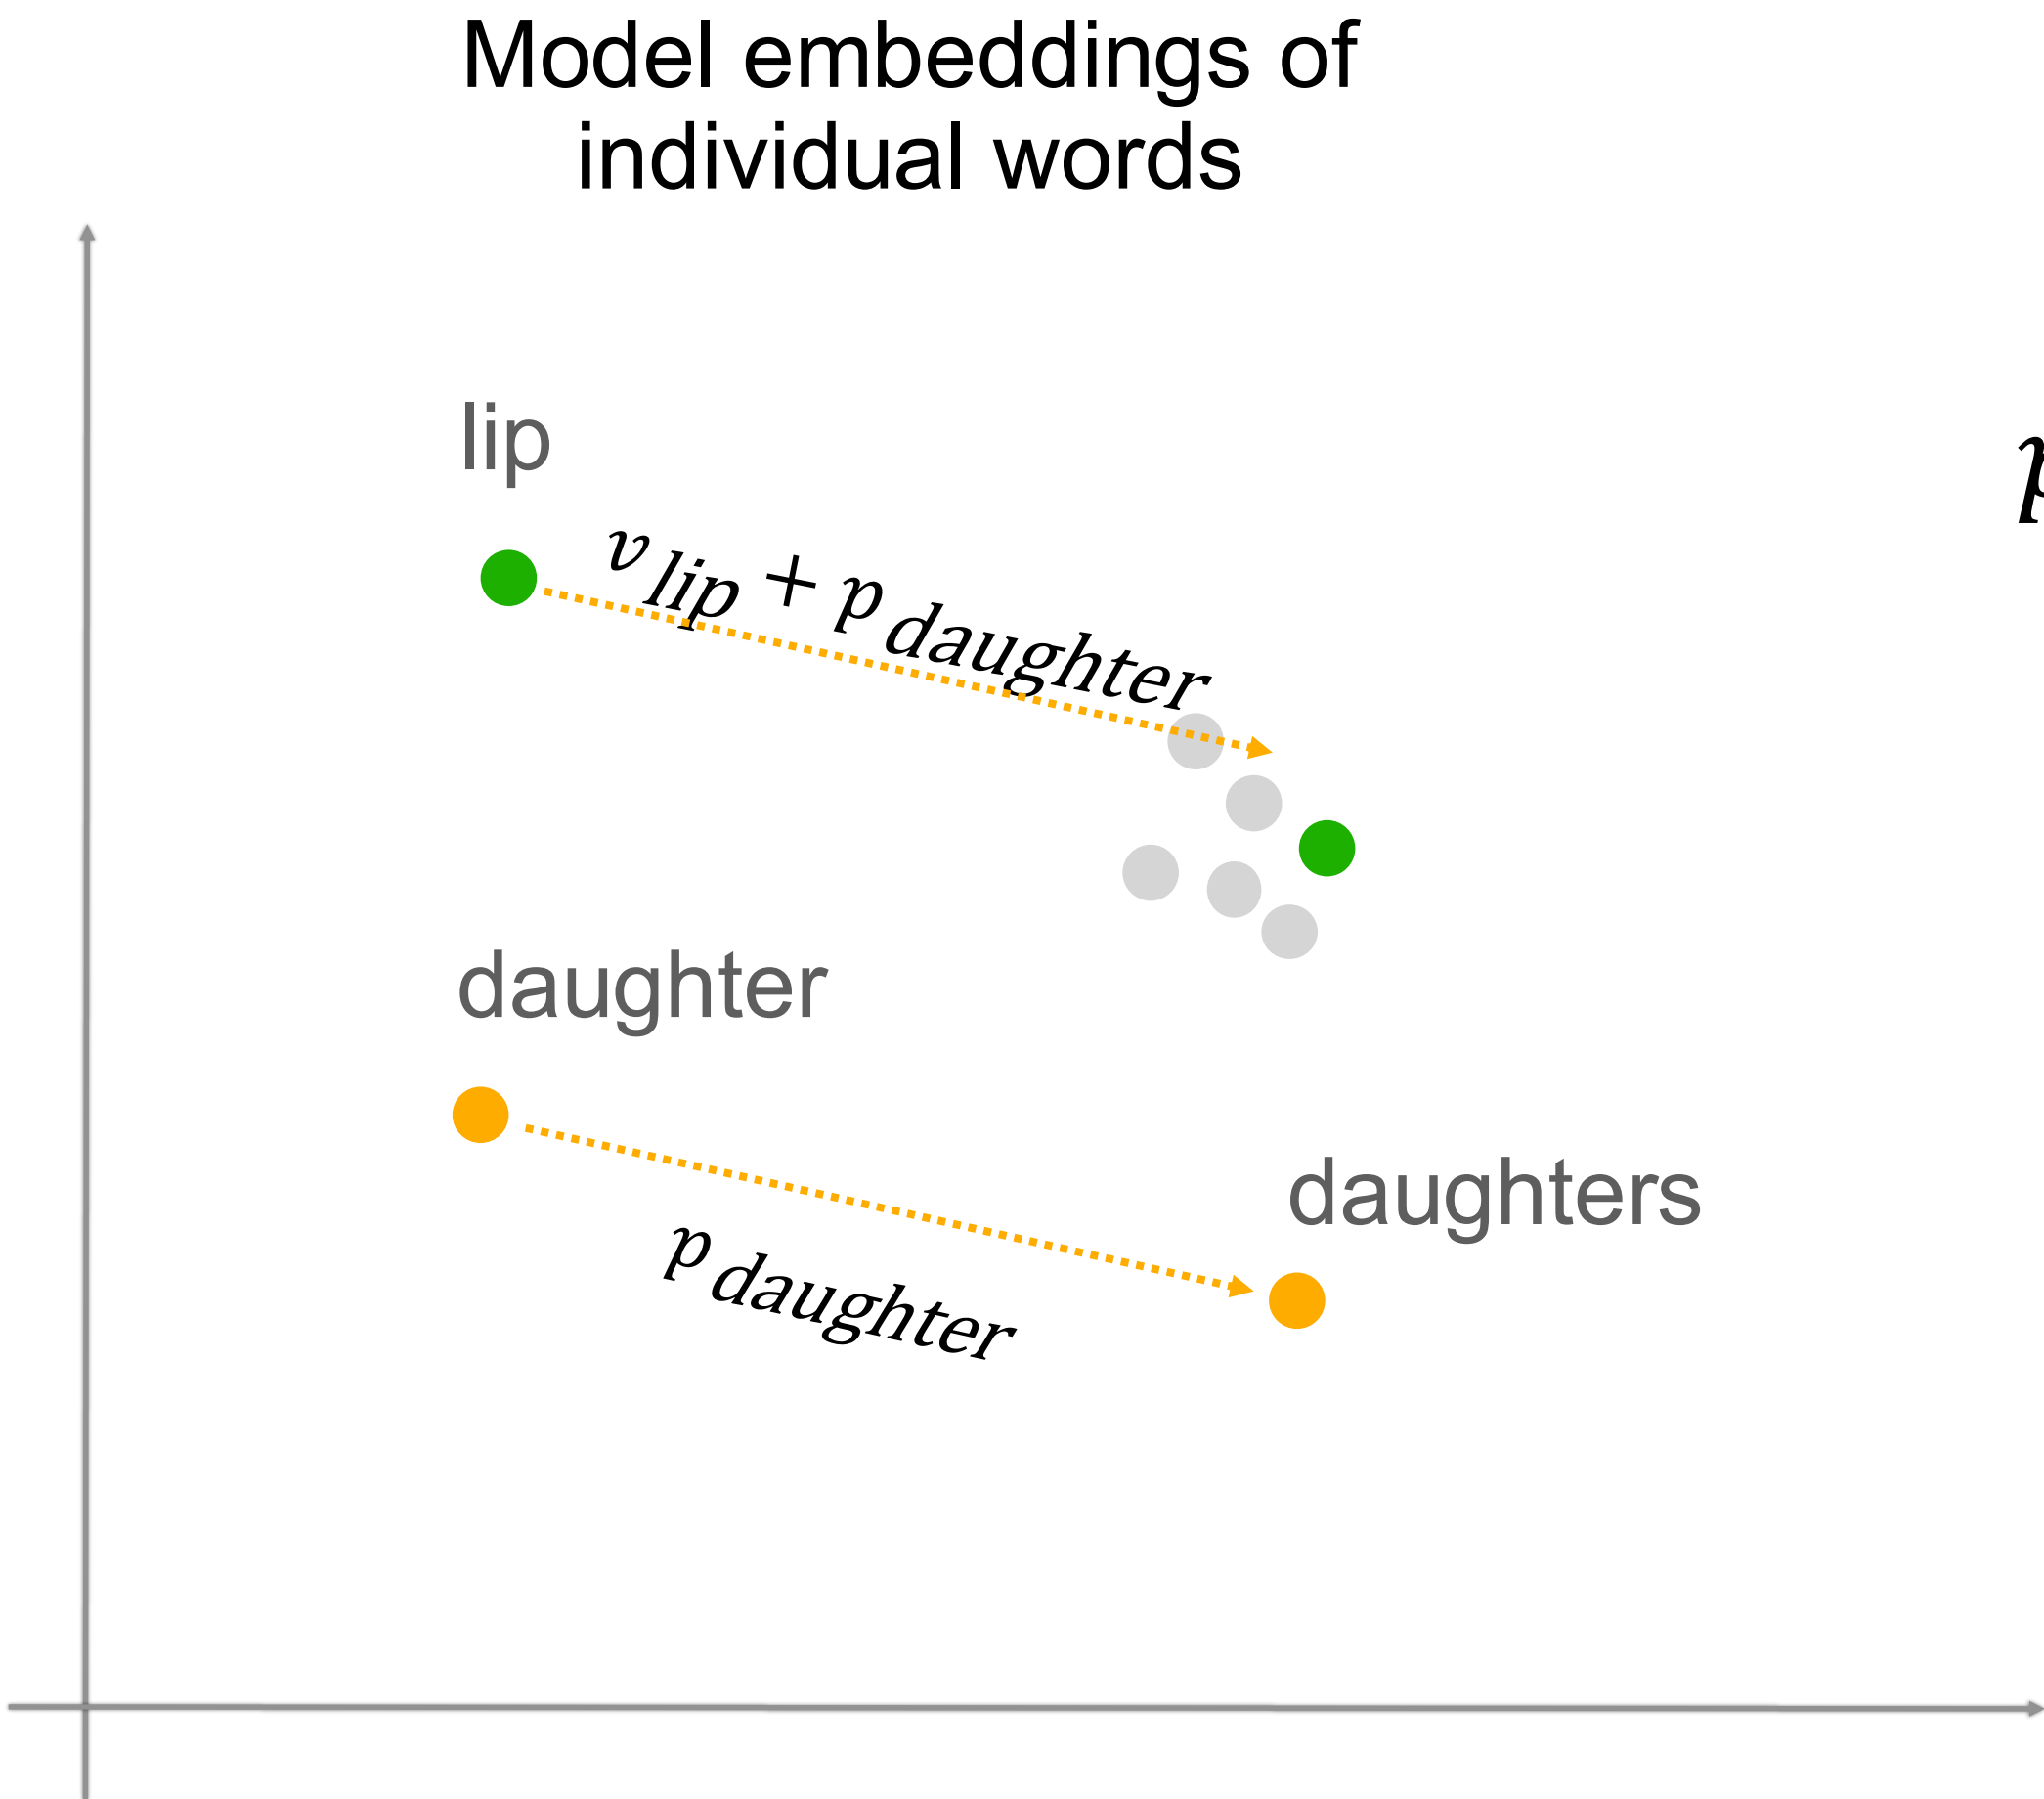 Model embeddings of
individual words
lip
v lip + p daughter
daughter
daughters
p daughter